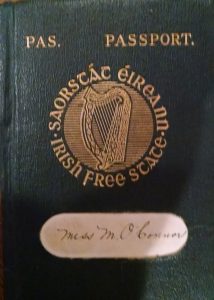 PAS. PASSPORT.
SAORSTÁT ÉIREANN
IRISH FREE STATE
Miss M. O'Connor